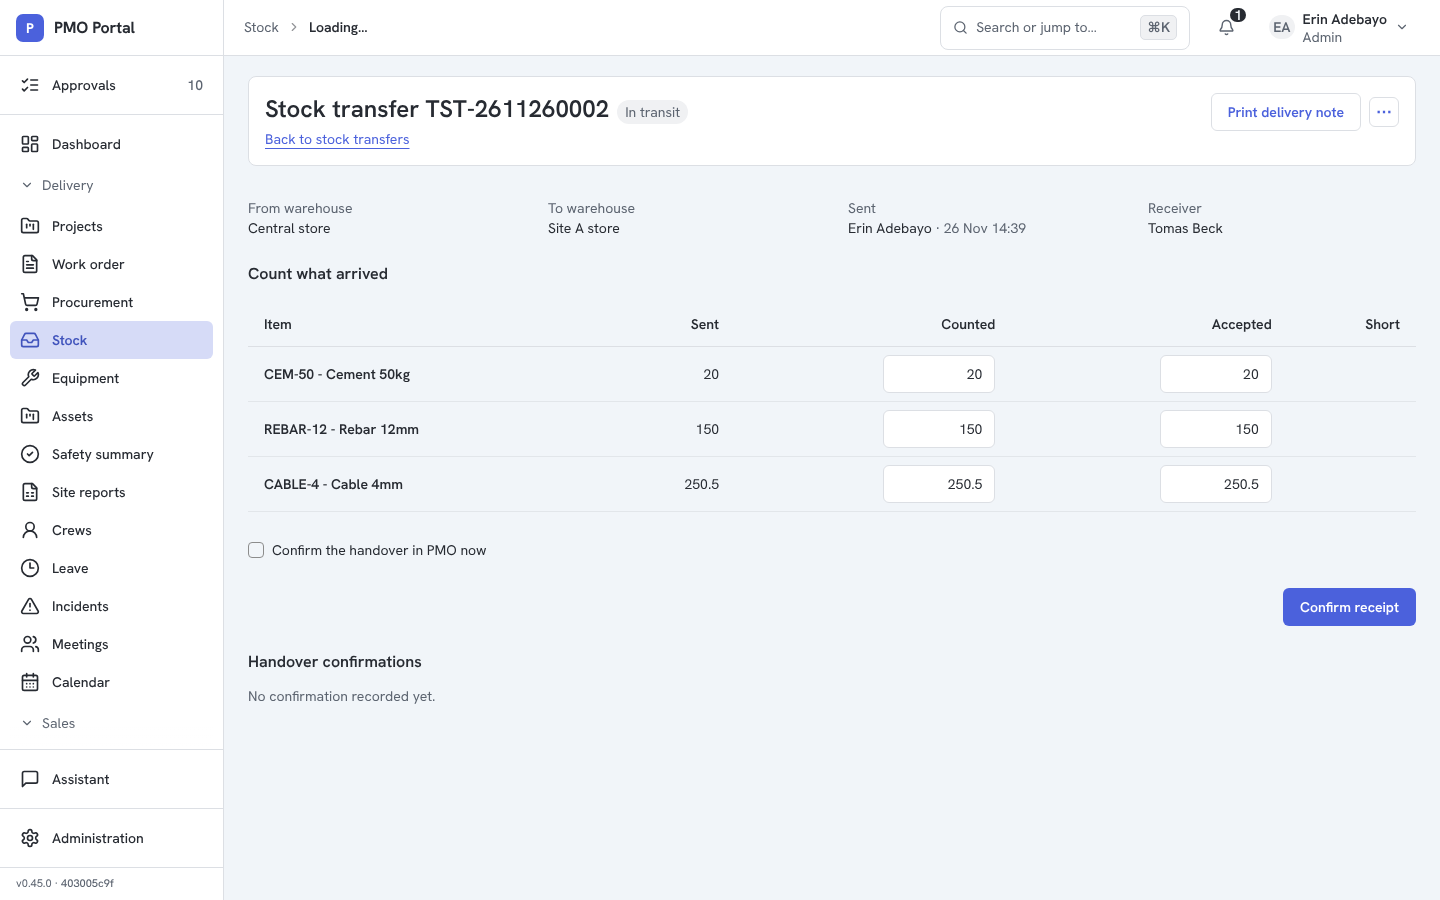 P PMO Portal
Stock > Loading...
Search or jump to... ⌘K
1
EA Erin Adebayo
Admin
Approvals 10
Dashboard
Delivery
Projects
Work order
Procurement
Stock
Equipment
Assets
Safety summary
Site reports
Crews
Leave
Incidents
Meetings
Calendar
Sales
Assistant
Administration
v0.45.0 · 403005c9f
Stock transfer TST-2611260002 In transit
Back to stock transfers
Print delivery note
From warehouse To warehouse Sent Receiver
Central store Site A store Erin Adebayo · 26 Nov 14:39 Tomas Beck
Count what arrived
Item Sent Counted Accepted Short
CEM-50 - Cement 50kg 20 20 20
REBAR-12 - Rebar 12mm 150 150 150
CABLE-4 - Cable 4mm 250.5 250.5 250.5
Confirm the handover in PMO now
Confirm receipt
Handover confirmations
No confirmation recorded yet.